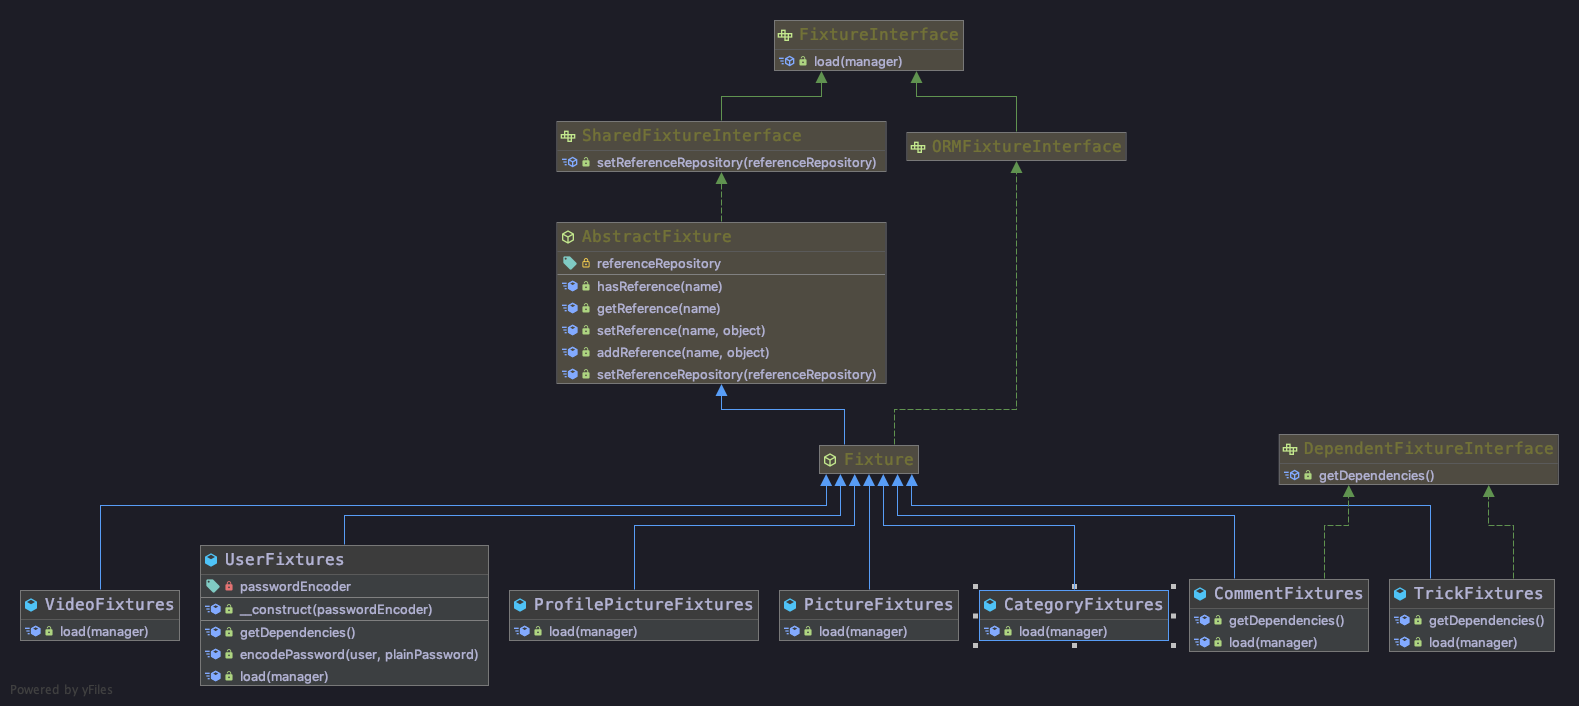 FixtureInterface
load(manager)
SharedFixtureInterface
setReferenceRepository(referenceRepository)
ORMFixtureInterface
AbstractFixture
referenceRepository
hasReference(name)
getReference(name)
setReference(name, object)
addReference(name, object)
setReferenceRepository(referenceRepository)
Fixture
DependentFixtureInterface
getDependencies()
VideoFixtures
load(manager)
UserFixtures
passwordEncoder
__construct(passwordEncoder)
getDependencies()
encodePassword(user, plainPassword)
load(manager)
ProfilePictureFixtures
load(manager)
PictureFixtures
load(manager)
CategoryFixtures
load(manager)
CommentFixtures
getDependencies()
load(manager)
TrickFixtures
getDependencies()
load(manager)
Powered by yFiles